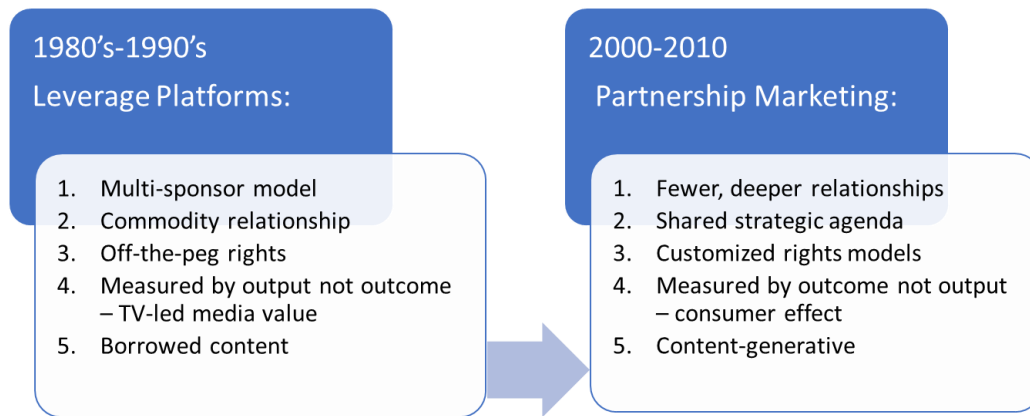 1980’s-1990’s
Leverage Platforms:
1. Multi-sponsor model
2. Commodity relationship
3. Off-the-peg rights
4. Measured by output not outcome
– TV-led media value
5. Borrowed content
2000-2010
Partnership Marketing:
1. Fewer, deeper relationships
2. Shared strategic agenda
3. Customized rights models
4. Measured by outcome not output
– consumer effect
5. Content-generative